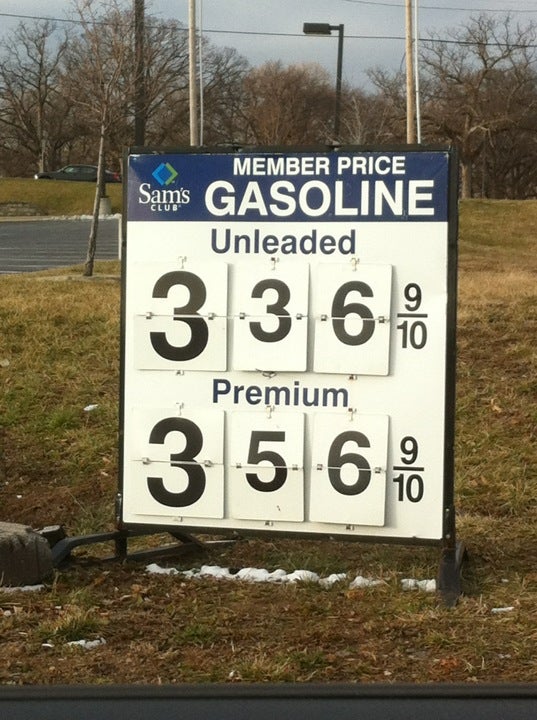 MEMBER PRICE
Sam's GASOLINE
CLUB
Unleaded
3 3 6 9/10
Premium
3 5 6 9/10